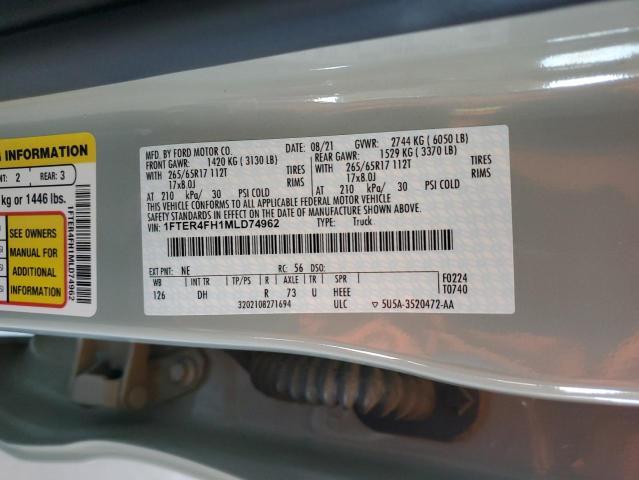 INFORMATION
2 REAR: 3
kg or 1446 lbs.
SEE OWNERS
MANUAL FOR
ADDITIONAL
INFORMATION
1FTER4FH1MLD74962
MFD. BY FORD MOTOR CO. DATE: 08/21 GVWR: 2744 KG ( 6050 LB)
FRONT GAWR: 1420 KG ( 3130 LB) REAR GAWR: 1529 KG ( 3370 LB)
WITH 265/65R17 112T TIRES WITH 265/65R17 112T TIRES
17x8.0J RIMS 17x8.0J RIMS
AT 210 kPa/ 30 PSI COLD AT 210 kPa/ 30 PSI COLD
THIS VEHICLE CONFORMS TO ALL APPLICABLE FEDERAL MOTOR VEHICLE
SAFETY STANDARDS IN EFFECT ON THE DATE OF MANUFACTURE SHOWN ABOVE.
VIN: 1FTER4FH1MLD74962 TYPE: Truck
F0224
T0740
EXT PNT: NE RC: 56 DSO:
WB INT TR TP/PS R AXLE TR SPR
126 DH R 73 U HEEE
3202108271694 ULC 5U5A-3520472-AA